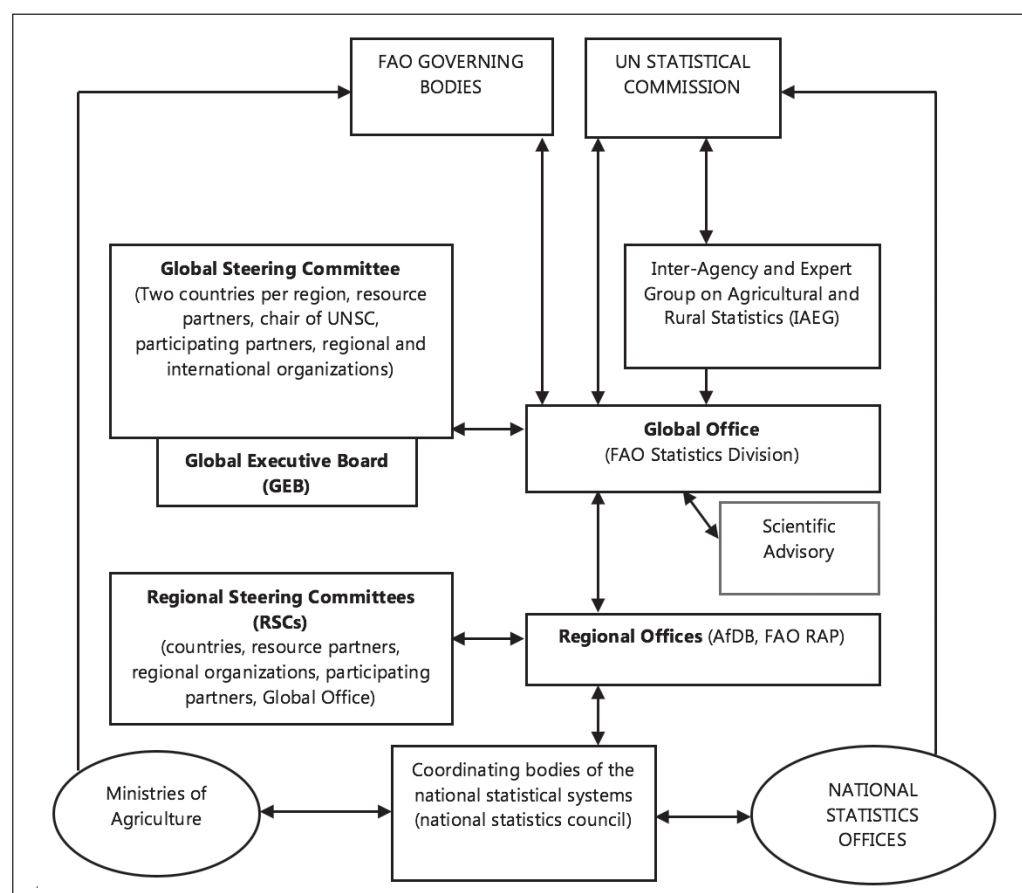 FAO GOVERNING
BODIES
UN STATISTICAL
COMMISSION
Global Steering Committee
(Two countries per region, resource
partners, chair of UNSC,
participating partners, regional and
international organizations)
Inter-Agency and Expert
Group on Agricultural and
Rural Statistics (IAEG)
Global Office
(FAO Statistics Division)
Global Executive Board
(GEB)
Scientific
Advisory
Regional Steering Committees
(RSCs)
(countries, resource partners,
regional organizations, participating
partners, Global Office)
Regional Offices (AfDB, FAO RAP)
Ministries of
Agriculture
Coordinating bodies of the
national statistical systems
(national statistics council)
NATIONAL
STATISTICS
OFFICES